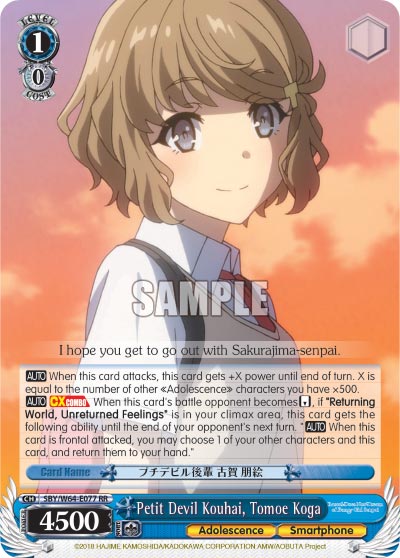 LEVEL
1
0
COST
SAMPLE
I hope you get to go out with Sakurajima-senpai.
AUTO When this card attacks, this card gets +X power until end of turn. X is
equal to the number of other «Adolescence» characters you have ×500.
AUTO CXCOMBO When this card's battle opponent becomes , if "Returning
World, Unreturned Feelings" is in your climax area, this card gets the
following ability until the end of your opponent's next turn. "AUTO When this
card is frontal attacked, you may choose 1 of your other characters and this
card, and return them to your hand."
Card Name プチデビル後輩 古賀 朋絵
CH SBY/W64-E077 RR
Petit Devil Kouhai, Tomoe Koga
POWER 4500 SOUL
Adolescence Smartphone
©2018 HAJIME KAMOSHIDA/KADOKAWA CORPORATION AMW/AOBUTA Project